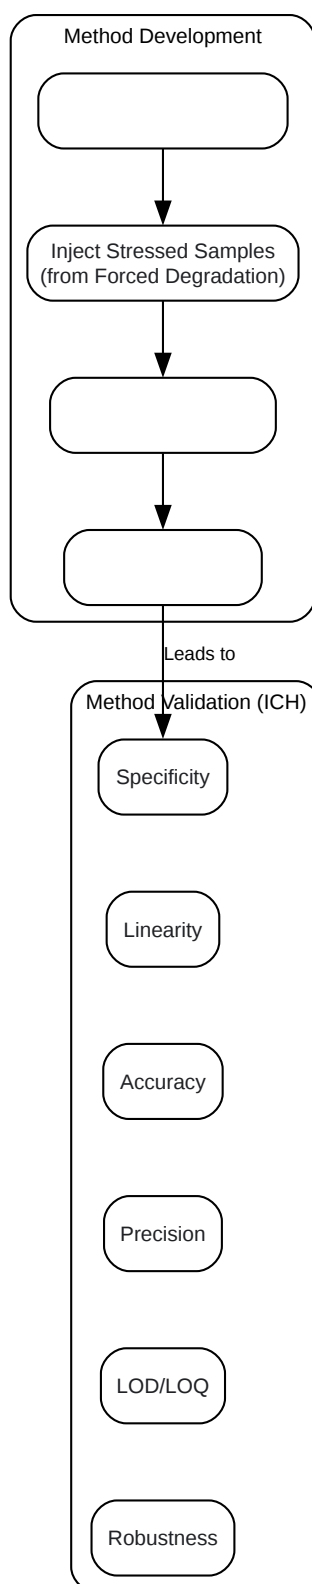 Method Development
Inject Stressed Samples
(from Forced Degradation)
Leads to
Method Validation (ICH)
Specificity
Linearity
Accuracy
Precision
LOD/LOQ
Robustness